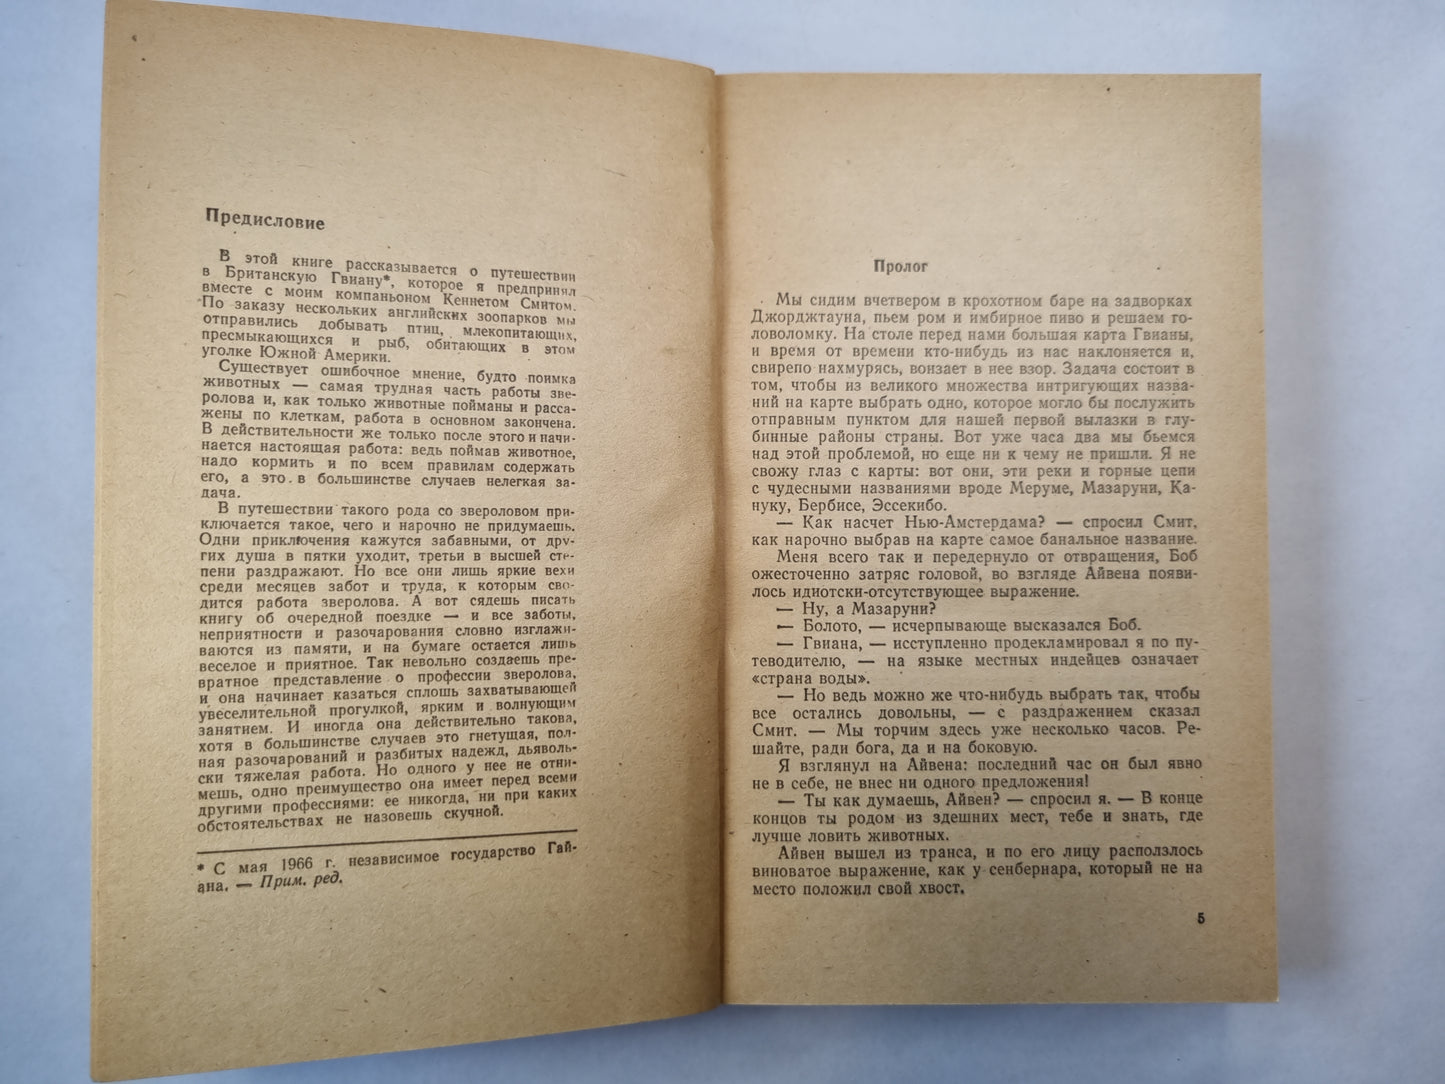 Предисловие
В этой книге рассказывается о путешествии
в Британскую Гвиану*, которое я предпринял
вместе с моим компаньоном Кеннетом Смитом.
По заказу нескольких английских зоопарков мы
отправились добывать птиц, млекопитающих,
пресмыкающихся и рыб, обитающих в этом
уголке Южной Америки.
Существует ошибочное мнение, будто поимка
животных — самая трудная часть работы зве-
ролова и, как только животные пойманы и расса-
жены по клеткам, работа в основном закончена.
В действительности же только после этого и начи-
нается настоящая работа: ведь поймав животное,
надо кормить и по всем правилам содержать
его, а это в большинстве случаев нелегкая за-
дача.
В путешествии такого рода со звероловом при-
ключается такое, чего и нарочно не придумаешь.
Одни приключения кажутся забавными, от дру-
гих душа в пятки уходит, третьи в высшей сте-
пени раздражают. Но все они лишь яркие вехи
среди месяцев забот и труда, к которым сво-
дится работа зверолова. А вот сядешь писать
книгу об очередной поездке — и все заботы,
неприятности и разочарования словно изглажи-
ваются из памяти, и на бумаге остается лишь
веселое и приятное. Так невольно создаешь пре-
вратное представление о профессии зверолова,
и она начинает казаться сплошь захватывающей
увеселительной прогулкой, ярким и волнующим
занятием. И иногда она действительно такова,
хотя в большинстве случаев это гнетущая, пол-
ная разочарований и разбитых надежд, дьяволь-
ски тяжелая работа. Но одного у нее не отни-
мешь, одно преимущество она имеет перед всеми
другими профессиями: ее никогда, ни при каких
обстоятельствах не назовешь скучной.
* С мая 1966 г. независимое государство Гай-
ана. — Прим. ред.
Пролог
Мы сидим вчетвером в крохотном баре на задворках
Джорджтауна, пьем ром и имбирное пиво и решаем го-
ловоломку. На столе перед нами большая карта Гвианы,
и время от времени кто-нибудь из нас наклоняется и,
свирепо нахмурясь, вонзает в нее взор. Задача состоит в
том, чтобы из великого множества интригующих назва-
ний на карте выбрать одно, которое могло бы послужить
отправным пунктом для нашей первой вылазки в глу-
бинные районы страны. Вот уже часа два мы бьемся
над этой проблемой, но еще ни к чему не пришли. Я не
свожу глаз с карты: вот они, эти реки и горные цепи
с чудесными названиями вроде Меруме, Мазаруни, Ка-
нуку, Бербисе, Эссекибо.
— Как насчет Нью-Амстердама? — спросил Смит,
как нарочно выбрав на карте самое банальное название.
Меня всего так и передернуло от отвращения, Боб
ожесточенно затряс головой, во взгляде Айвена появи-
лось идиотски-отсутствующее выражение.
— Ну, а Мазаруни?
— Болото, — исчерпывающе высказался Боб.
— Гвиана, — исступленно продекламировал я по пу-
теводителю, — на языке местных индейцев означает
«страна воды».
— Но ведь можно же что-нибудь выбрать так, чтобы
все остались довольны, — с раздражением сказал
Смит. — Мы торчим здесь уже несколько часов. Ре-
шайте, ради бога, да и на боковую.
Я взглянул на Айвена: последний час он был явно
не в себе, не внес ни одного предложения!
— Ты как думаешь, Айвен? — спросил я. — В конце
концов ты родом из здешних мест, тебе и знать, где
лучше ловить животных.
Айвен вышел из транса, и по его лицу расползлось
виноватое выражение, как у сенбернара, который не на
место положил свой хвост.
5